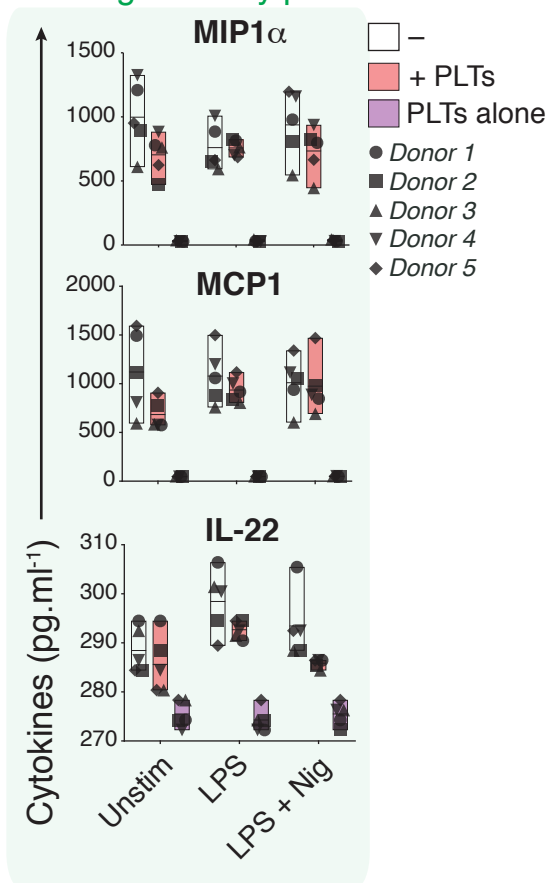 MIP1α
1500
1000
500
0
–
+ PLTs
PLTs alone
Donor 1
Donor 2
Donor 3
Donor 4
Donor 5
MCP1
2000
1500
1000
500
0
IL-22
310
300
290
280
270
Cytokines (pg.ml⁻¹)
Unstim
LPS
LPS + Nig